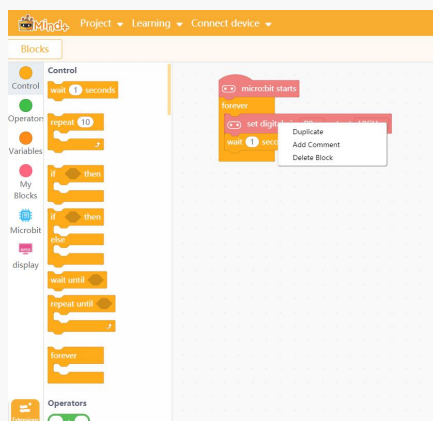 Mind+ Project Learning Connect device
Blocks
Control
Operators
Variables
My
Blocks
Microbit
display
Control
wait 1 seconds
repeat 10
if then
if then
else
wait until
repeat until
forever
Operators
micro:bit starts
forever
set digital
wait 1
Duplicate
Add Comment
Delete Block